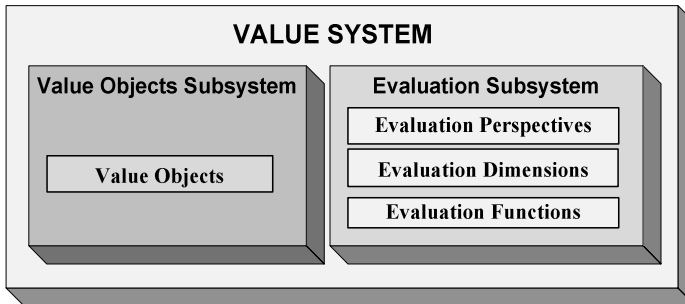 VALUE SYSTEM
Value Objects Subsystem
Value Objects
Evaluation Subsystem
Evaluation Perspectives
Evaluation Dimensions
Evaluation Functions